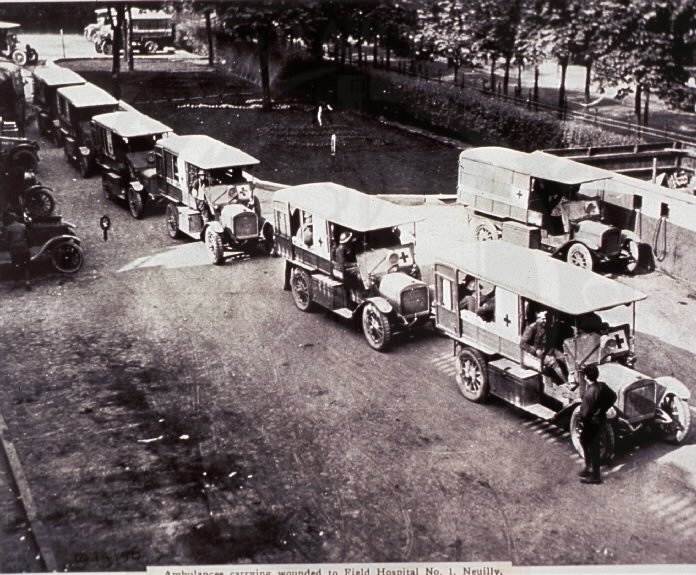 Ambulances carrying wounded to Field Hospital No. 1, Neuilly,